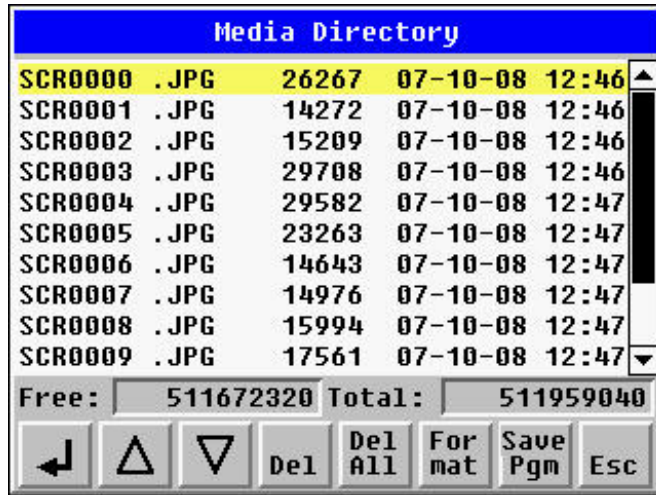 Media Directory
SCR0000 .JPG 26267 07-10-08 12:46
SCR0001 .JPG 14272 07-10-08 12:46
SCR0002 .JPG 15209 07-10-08 12:46
SCR0003 .JPG 29708 07-10-08 12:46
SCR0004 .JPG 29582 07-10-08 12:47
SCR0005 .JPG 23263 07-10-08 12:47
SCR0006 .JPG 14643 07-10-08 12:47
SCR0007 .JPG 14976 07-10-08 12:47
SCR0008 .JPG 15994 07-10-08 12:47
SCR0009 .JPG 17561 07-10-08 12:47
Free: 511672320 Total: 511959040
Del
Del
All
For
mat
Save
Pgm
Esc